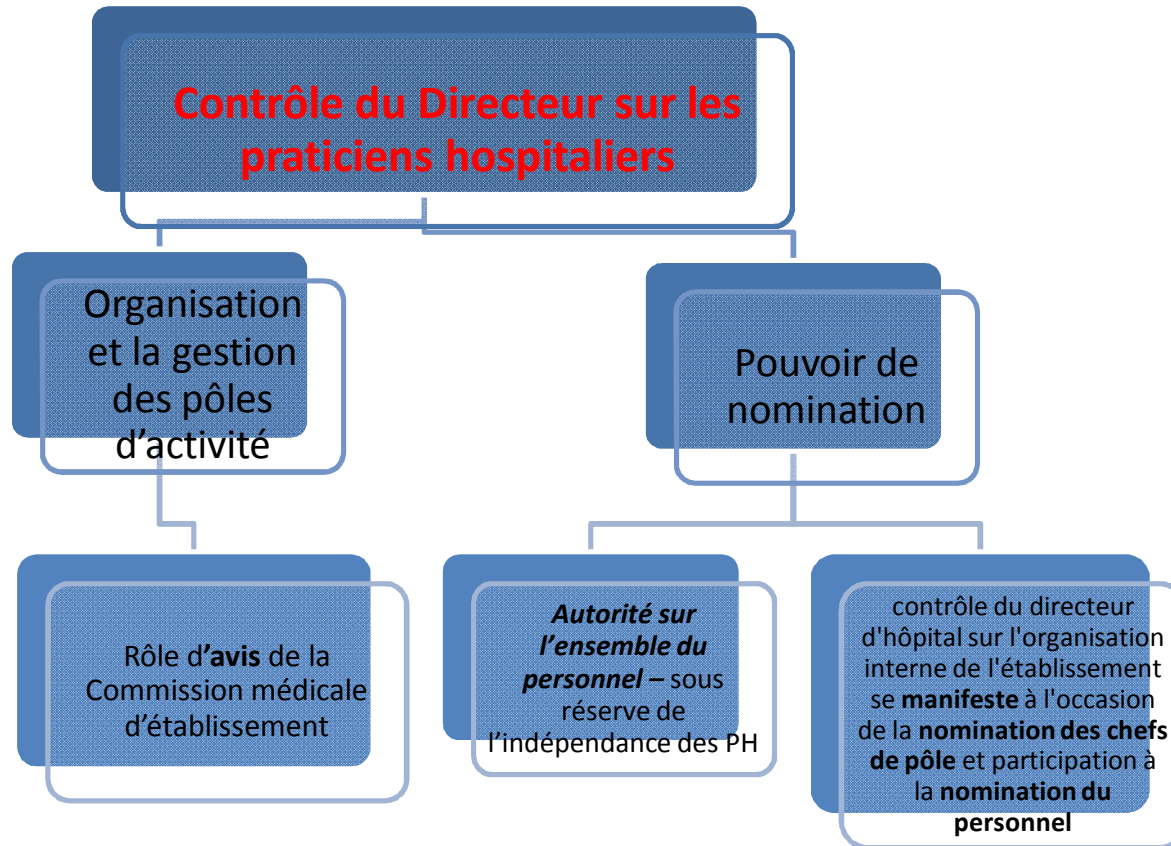 Contrôle du Directeur sur les
praticiens hospitaliers
Organisation
et la gestion
des pôles
d’activité
Pouvoir de
nomination
Rôle d’avis de la
Commission médicale
d’établissement
Autorité sur
l’ensemble du
personnel – sous
réserve de
l’indépendance des PH
contrôle du directeur
d'hôpital sur l'organisation
interne de l'établissement
se manifeste à l'occasion
de la nomination des chefs
de pôle et participation à
la nomination du
personnel